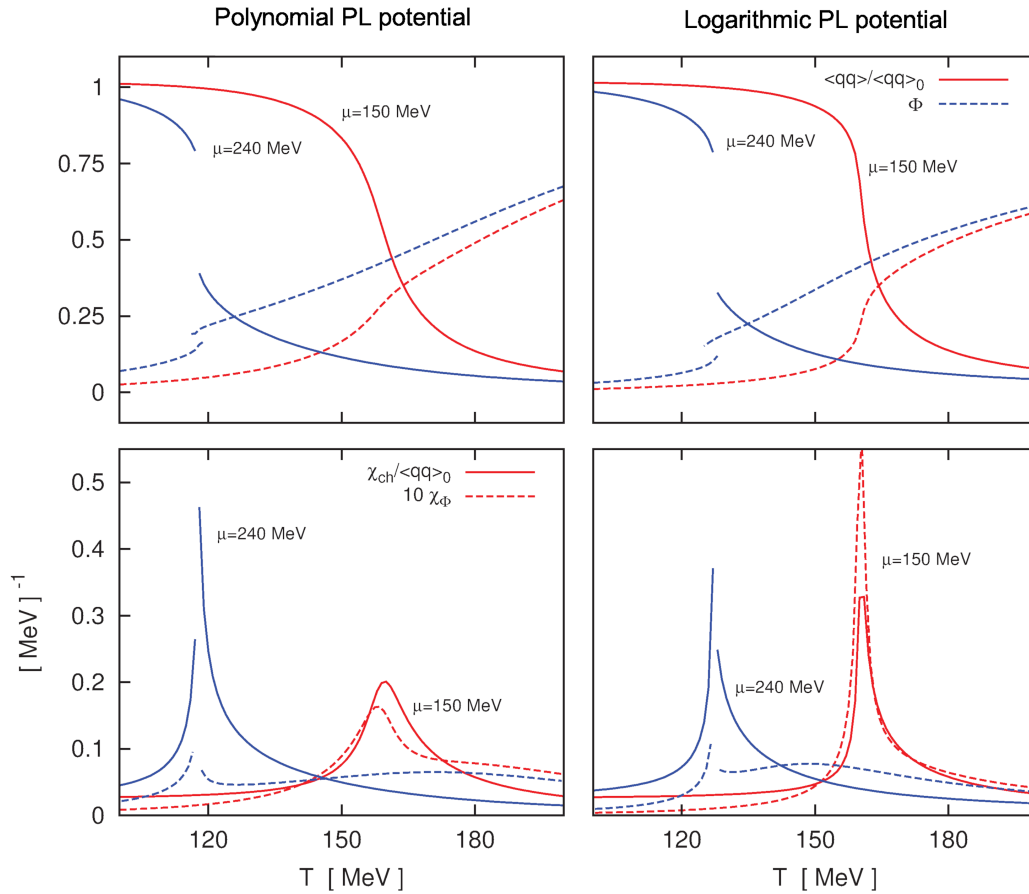 Polynomial PL potential
Logarithmic PL potential
1
0.75
0.5
0.25
0
μ=150 MeV
μ=240 MeV
<qq>/<qq>₀
Φ
μ=240 MeV
μ=150 MeV
0.5
0.4
0.3
0.2
0.1
0
[ MeV ]⁻¹
χch/<qq>₀
10 χΦ
μ=240 MeV
μ=150 MeV
μ=150 MeV
μ=240 MeV
120 150 180
120 150 180
T [ MeV ]
T [ MeV ]